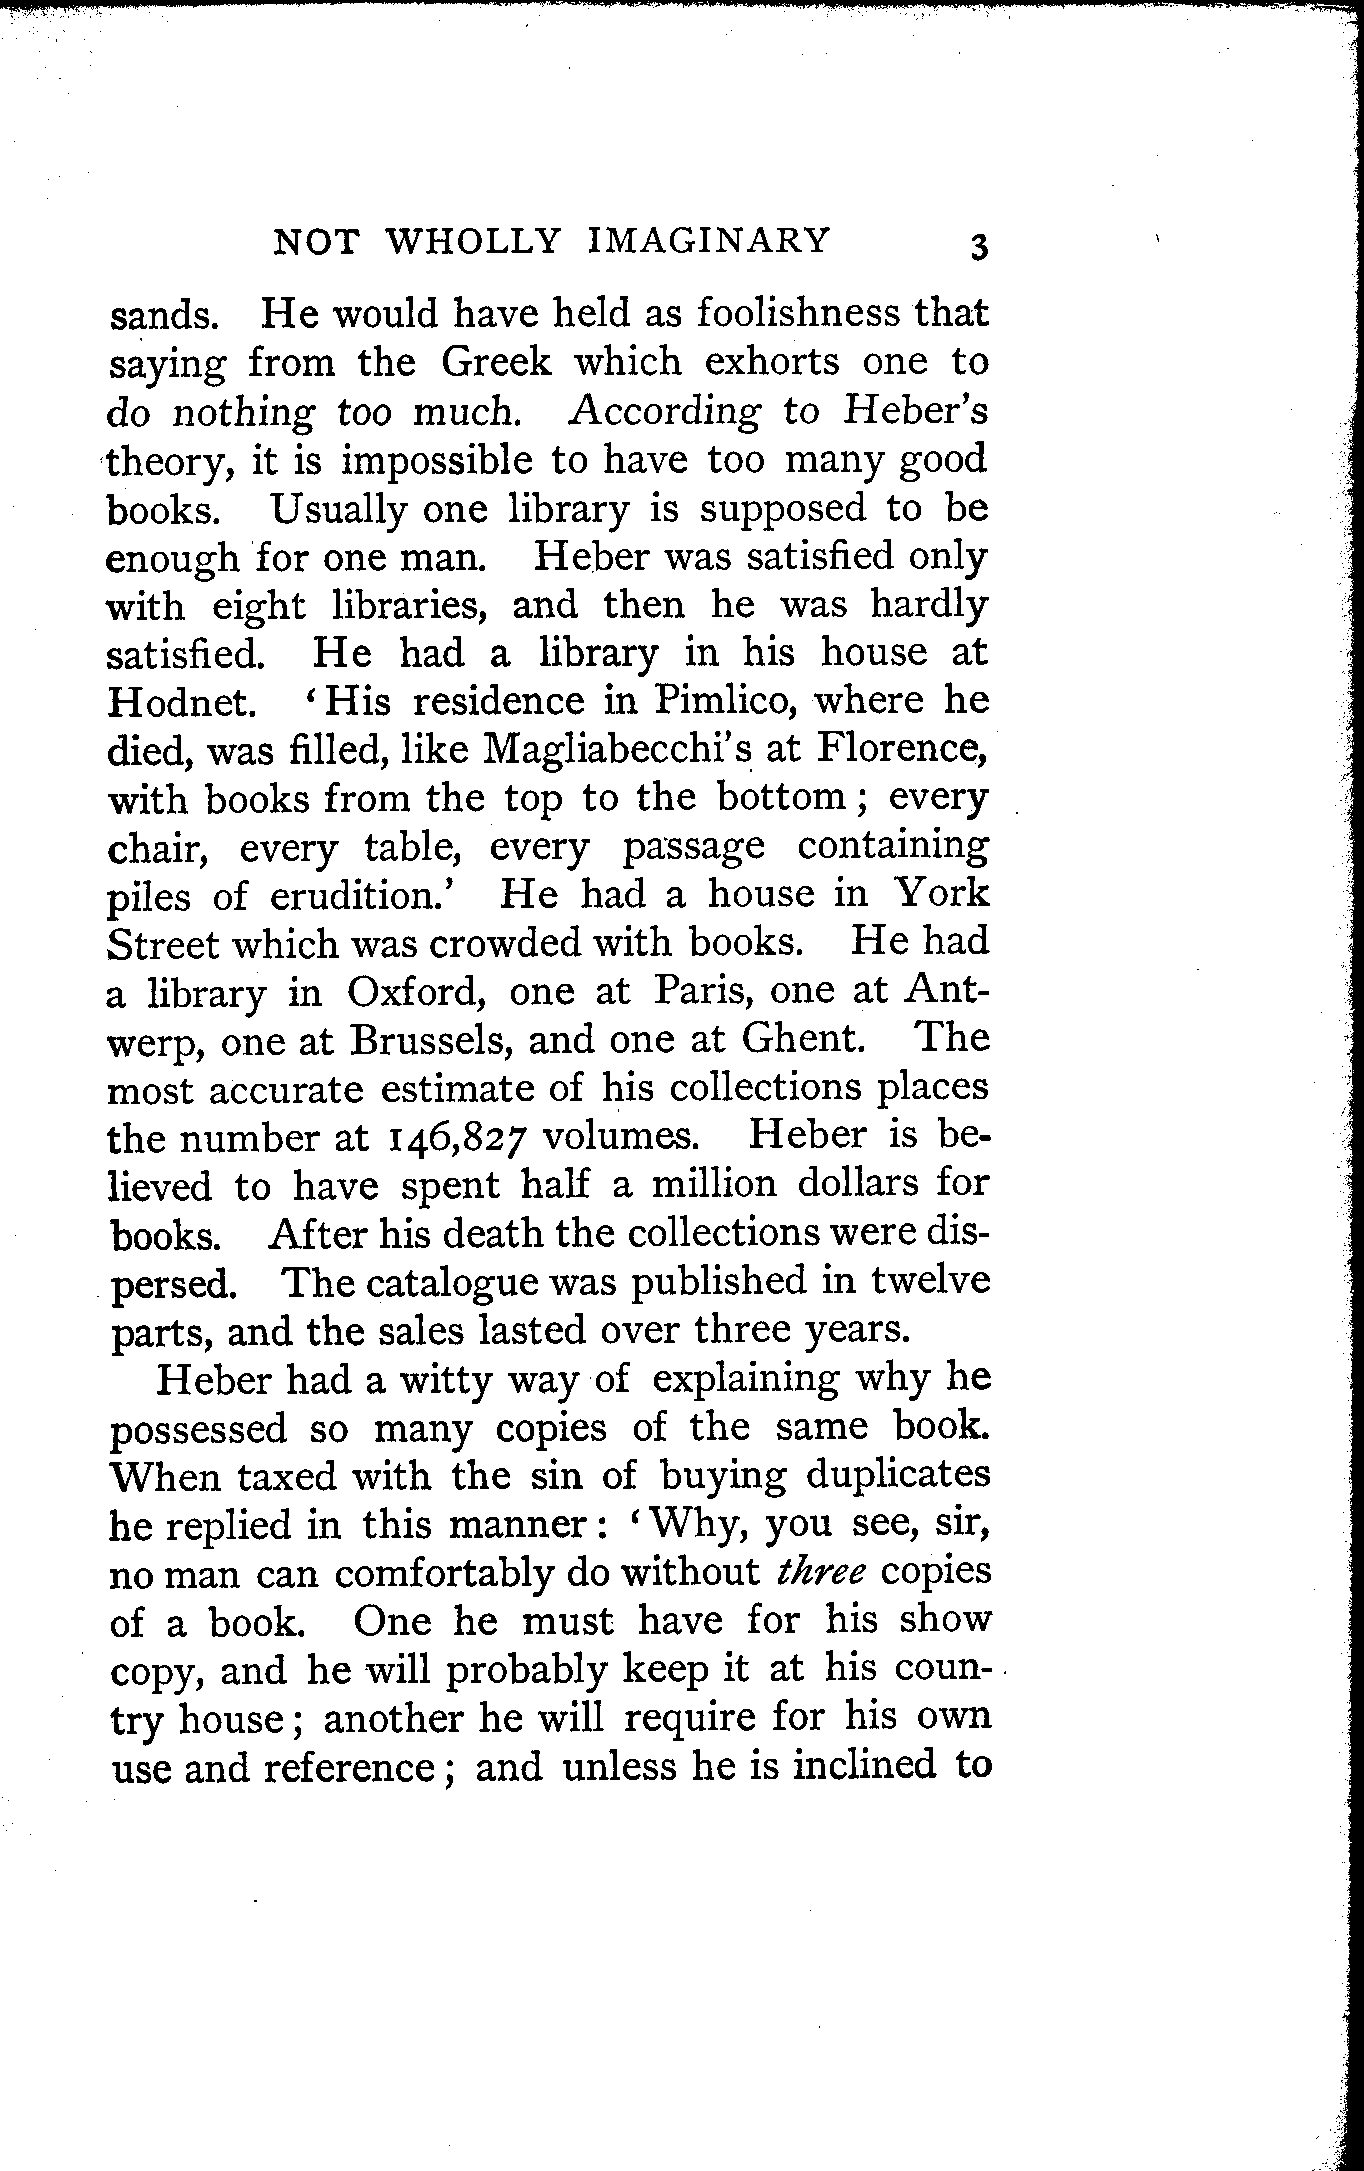 NOT WHOLLY IMAGINARY 3
sands. He would have held as foolishness that
saying from the Greek which exhorts one to
do nothing too much. According to Heber's
theory, it is impossible to have too many good
books. Usually one library is supposed to be
enough for one man. Heber was satisfied only
with eight libraries, and then he was hardly
satisfied. He had a library in his house at
Hodnet. ‘His residence in Pimlico, where he
died, was filled, like Magliabecchi's at Florence,
with books from the top to the bottom; every
chair, every table, every passage containing
piles of erudition.’ He had a house in York
Street which was crowded with books. He had
a library in Oxford, one at Paris, one at Ant-
werp, one at Brussels, and one at Ghent. The
most accurate estimate of his collections places
the number at 146,827 volumes. Heber is be-
lieved to have spent half a million dollars for
books. After his death the collections were dis-
persed. The catalogue was published in twelve
parts, and the sales lasted over three years.
Heber had a witty way of explaining why he
possessed so many copies of the same book.
When taxed with the sin of buying duplicates
he replied in this manner: ‘Why, you see, sir,
no man can comfortably do without three copies
of a book. One he must have for his show
copy, and he will probably keep it at his coun-
try house; another he will require for his own
use and reference; and unless he is inclined to